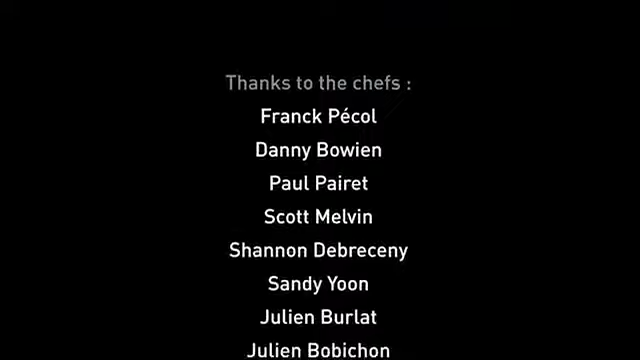 Thanks to the chefs :
Franck Pécol
Danny Bowien
Paul Pairet
Scott Melvin
Shannon Debreceny
Sandy Yoon
Julien Burlat
Julien Bobichon